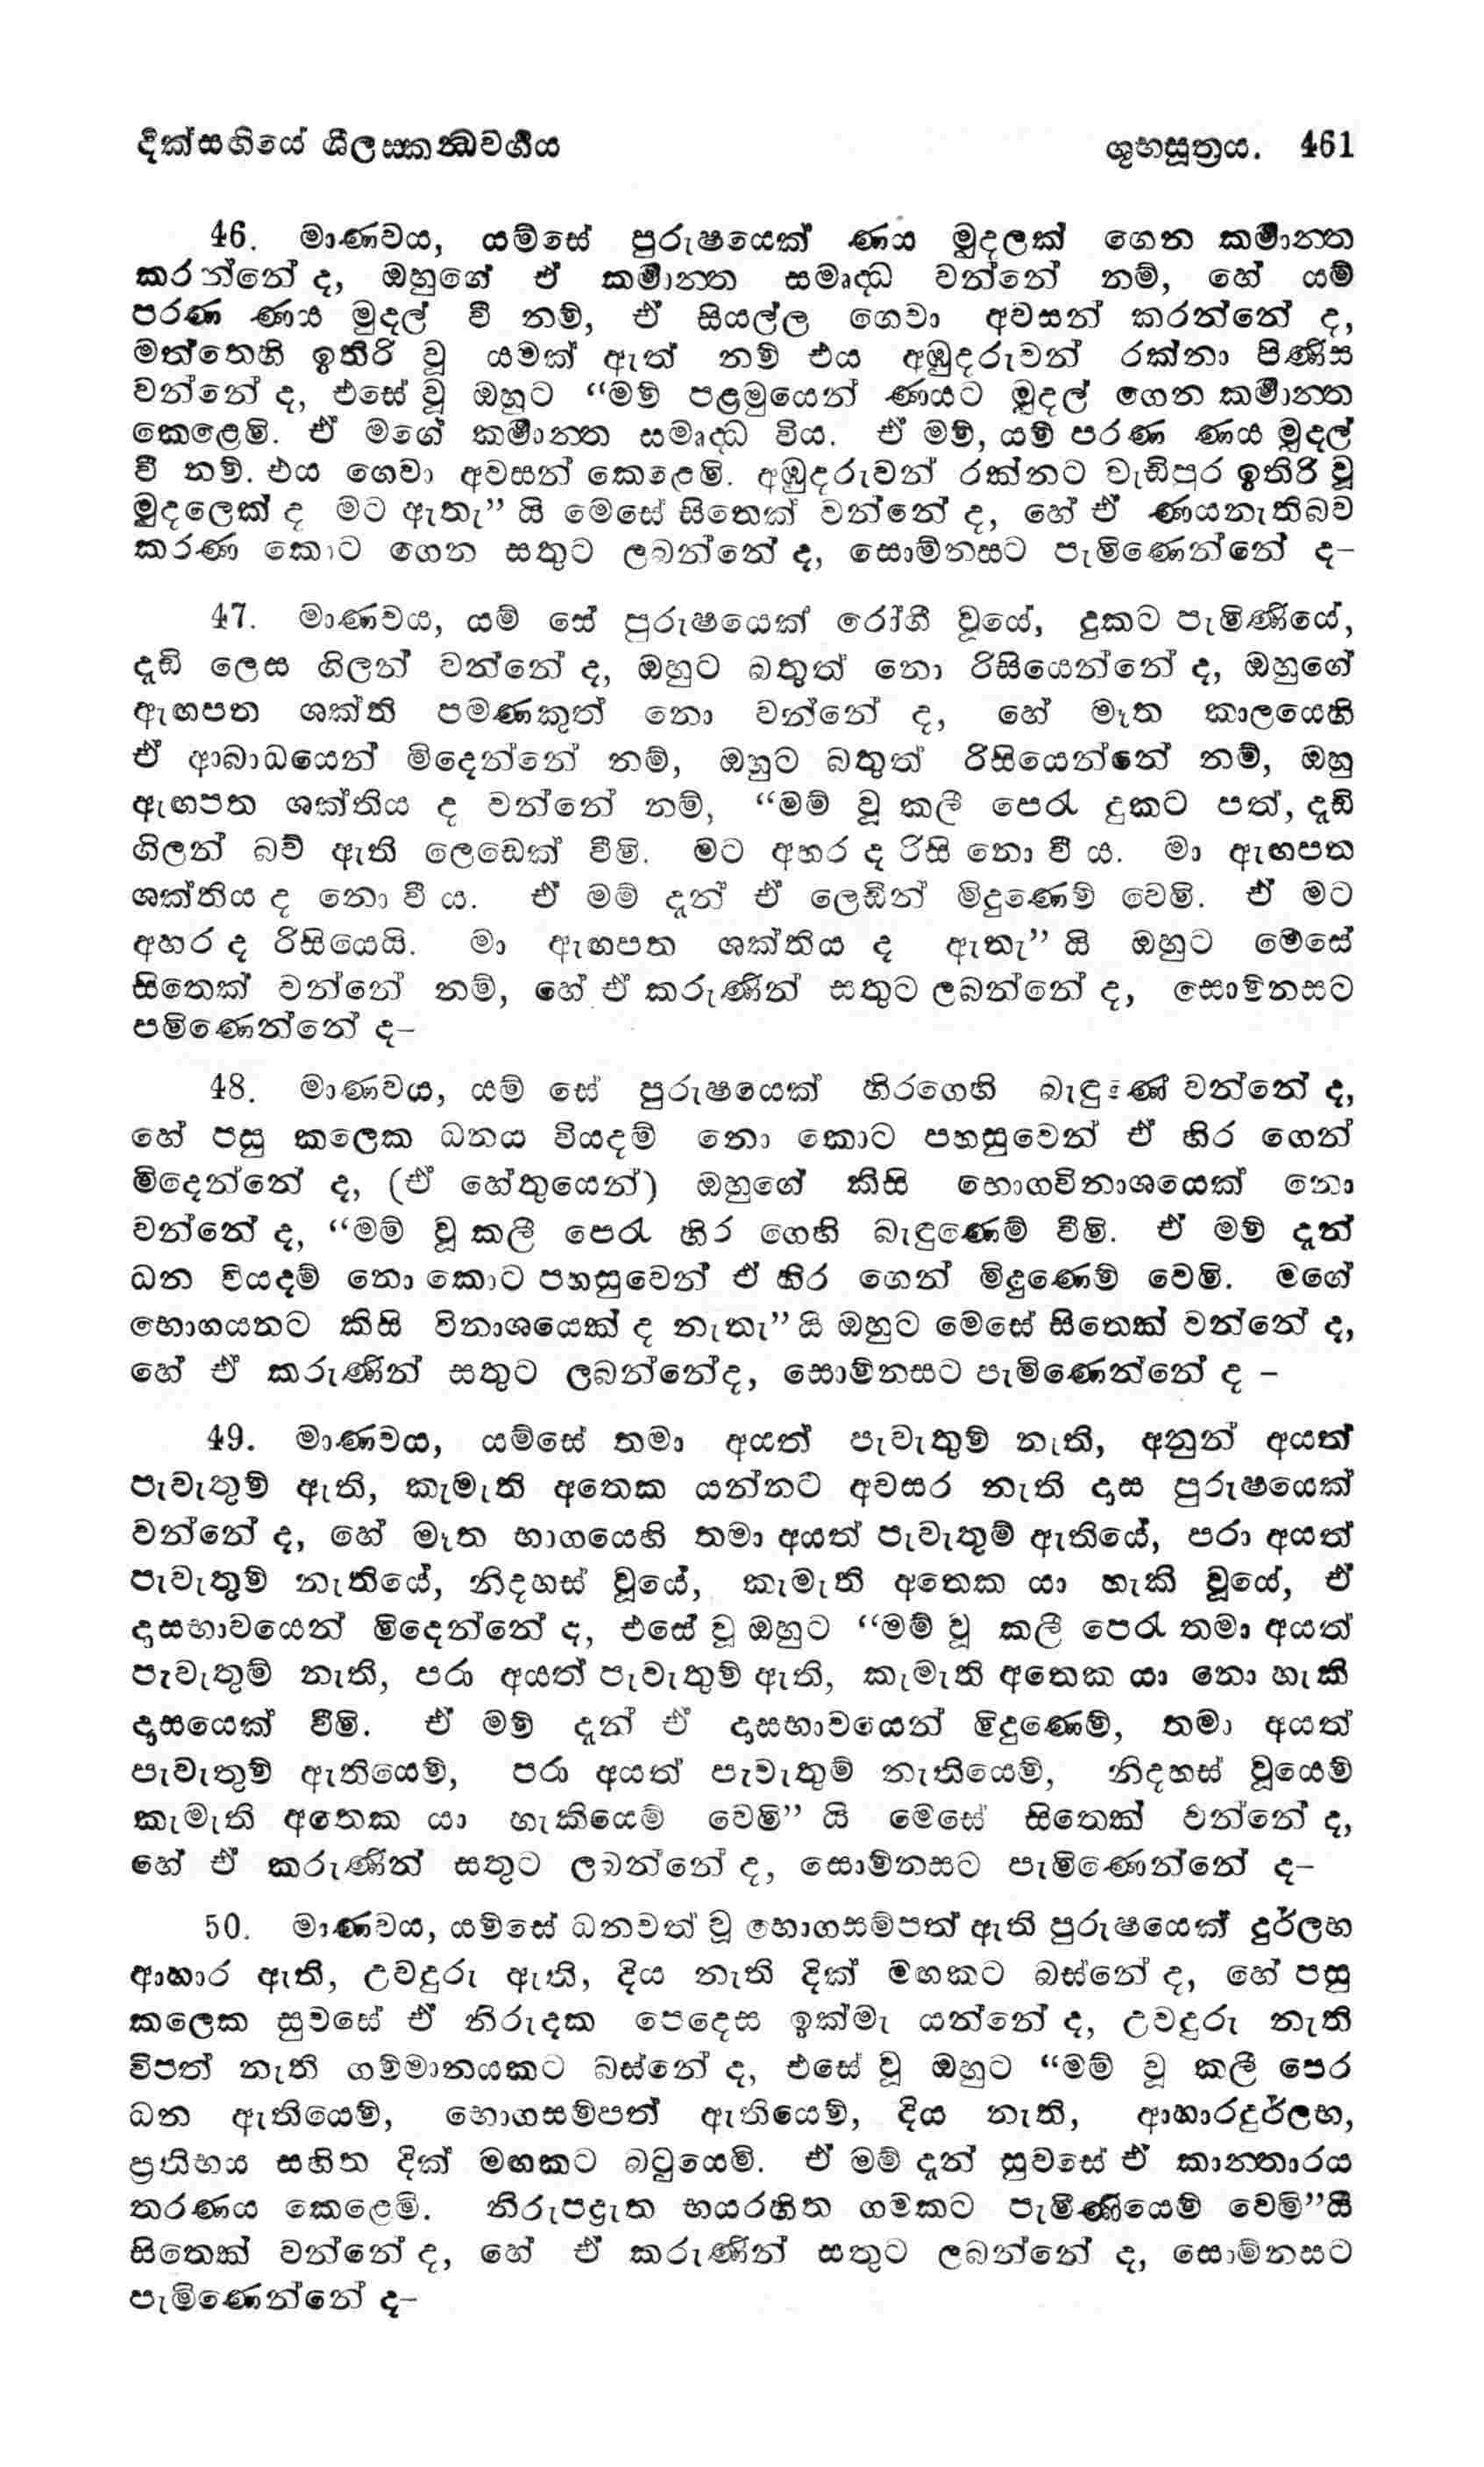 දික්සඟියේ ශීලස්කන්ධවර්‍ගය ශුභසූත්‍රය. 461
46. මාණවය, යම්සේ පුරුෂයෙක් ණය මුදලක් ගෙන කර්‍මාන්ත
කරන්නේ ද, ඔහුගේ ඒ කර්‍මාන්ත සමෘද්ධ වන්නේ නම්, හේ යම්
පරණ ණය මුදල් වී නම්, ඒ සියල්ල ගෙවා අවසන් කරන්නේ ද,
මත්තෙහි ඉතිරි වූ යමක් ඇත් නම් එය අඹුදරුවන් රක්නා පිණිස
වන්නේ ද, එසේ වූ ඔහුට “මම් පළමුයෙන් ණයට මුදල් ගෙන කර්‍මාන්ත
කෙළෙමි. ඒ මගේ කර්‍මාන්ත සමෘද්ධ විය. ඒ මම්, යම් පරණ ණය මුදල්
වී නම්. එය ගෙවා අවසන් කෙළෙමි. අඹුදරුවන් රක්නට වැඩිපුර ඉතිරි වූ
මුදලෙක් ද මට ඇතැ” යි මෙසේ සිතෙක් වන්නේ ද, හේ ඒ ණයනැතිබව
කරණ කොට ගෙන සතුට ලබන්නේ ද, සොම්නසට පැමිණෙන්නේ ද–
47. මාණවය, යම් සේ පුරුෂයෙක් රෝගී වූයේ, දුකට පැමිණියේ,
දැඩි ලෙස ගිලන් වන්නේ ද, ඔහුට බතුත් නො රිසියෙන්නේ ද, ඔහුගේ
ඇඟපත ශක්ති පමණකුත් නො වන්නේ ද, හේ මෑත කාලයෙහි
ඒ ආබාධයෙන් මිදෙන්නේ නම්, ඔහුට බතුත් රිසියෙන්නේ නම්, ඔහු
ඇඟපත ශක්තිය ද වන්නේ නම්, “මම් වූ කලී පෙරැ දුකට පත්, දැඩි
ගිලන් බව් ඇති ලෙඩෙක් වීමි. මට අහර ද රිසි නො වී ය. මා ඇඟපත
ශක්තිය ද නො වී ය. ඒ මම් දැන් ඒ ලෙඩින් මිදුණෙම් වෙමි. ඒ මට
අහර ද රිසියෙයි. මා ඇඟපත ශක්තිය ද ඇතැ” යි ඔහුට මෙසේ
සිතෙක් වන්නේ නම්, හේ ඒ කරුණින් සතුට ලබන්නේ ද, සොම්නසට
පමිණෙන්නේ ද–
48. මාණවය, යම් සේ පුරුෂයෙක් හිරගෙහි බැඳුණේ වන්නේ ද,
හේ පසු කලෙක ධනය වියදම් නො කොට පහසුවෙන් ඒ හිර ගෙන්
මිදෙන්නේ ද, (ඒ හේතුයෙන්) ඔහුගේ කිසි භොගවිනාශයෙක් නො
වන්නේ ද, “මම් වූ කලී පෙරැ හිර ගෙහි බැඳුණෙම් වීමි. ඒ මම් දැන්
ධන වියදම් නො කොට පහසුවෙන් ඒ හිර ගෙන් මිදුණෙම් වෙමි. මගේ
භොගයනට කිසි විනාශයෙක් ද නැතැ” යි ඔහුට මෙසේ සිතෙක් වන්නේ ද,
හේ ඒ කරුණින් සතුට ලබන්නේද, සොම්නසට පැමිණෙන්නේ ද –
49. මාණවය, යම්සේ තමා අයත් පැවැතුම් නැති, අනුන් අයත්
පැවැතුම් ඇති, කැමැති අතෙක යන්නට අවසර නැති දාස පුරුෂයෙක්
වන්නේ ද, හේ මෑත භාගයෙහි තමා අයත් පැවැතුම් ඇතියේ, පරා අයත්
පැවැතුම් නැතියේ, නිදහස් වූයේ, කැමැති අතෙක යා හැකි වූයේ, ඒ
දාසභාවයෙන් මිදෙන්නේ ද, එසේ වූ ඔහුට “මම් වූ කලී පෙරැ තමා අයත්
පැවැතුම් නැති, පරා අයත් පැවැතුම් ඇති, කැමැති අතෙක යා නො හැකි
දාසයෙක් වීමි. ඒ මම් දැන් ඒ දාසභාවයෙන් මිදුණෙම්, තමා අයත්
පැවැතුම් ඇතියෙම්, පරා අයත් පැවැතුම් නැතියෙම්, නිදහස් වූයෙම්
කැමැති අතෙක යා හැකියෙම් වෙමි” යි මෙසේ සිතෙක් වන්නේ ද,
හේ ඒ කරුණින් සතුට ලබන්නේ ද, සොම්නසට පැමිණෙන්නේ ද–
50. මාණවය, යම්සේ ධනවත් වූ භොගසම්පත් ඇති පුරුෂයෙක් දුර්ලභ
ආහාර ඇති, උවදුරු ඇති, දිය නැති දික් මඟකට බස්නේ ද, හේ පසු
කලෙක සුවසේ ඒ නිරුදක පෙදෙස ඉක්මැ යන්නේ ද, උවදුරු නැති
විපත් නැති ගම්මානයකට බස්නේ ද, එසේ වූ ඔහුට “මම් වූ කලී පෙර
ධන ඇතියෙම්, භොගසම්පත් ඇතියෙම්, දිය නැති, ආහාරදුර්ලභ,
ප්‍රතිභය සහිත දික් මඟකට බටුයෙමි. ඒ මම් දැන් සුවසේ ඒ කාන්තාරය
තරණය කෙළෙමි. නිරුපද්‍රැත භයරහිත ගමකට පැමිණියෙම් වෙමි”යී
සිතෙක් වන්නේ ද, හේ ඒ කරුණින් සතුට ලබන්නේ ද, සොම්නසට
පැමිණෙන්නේ ද–